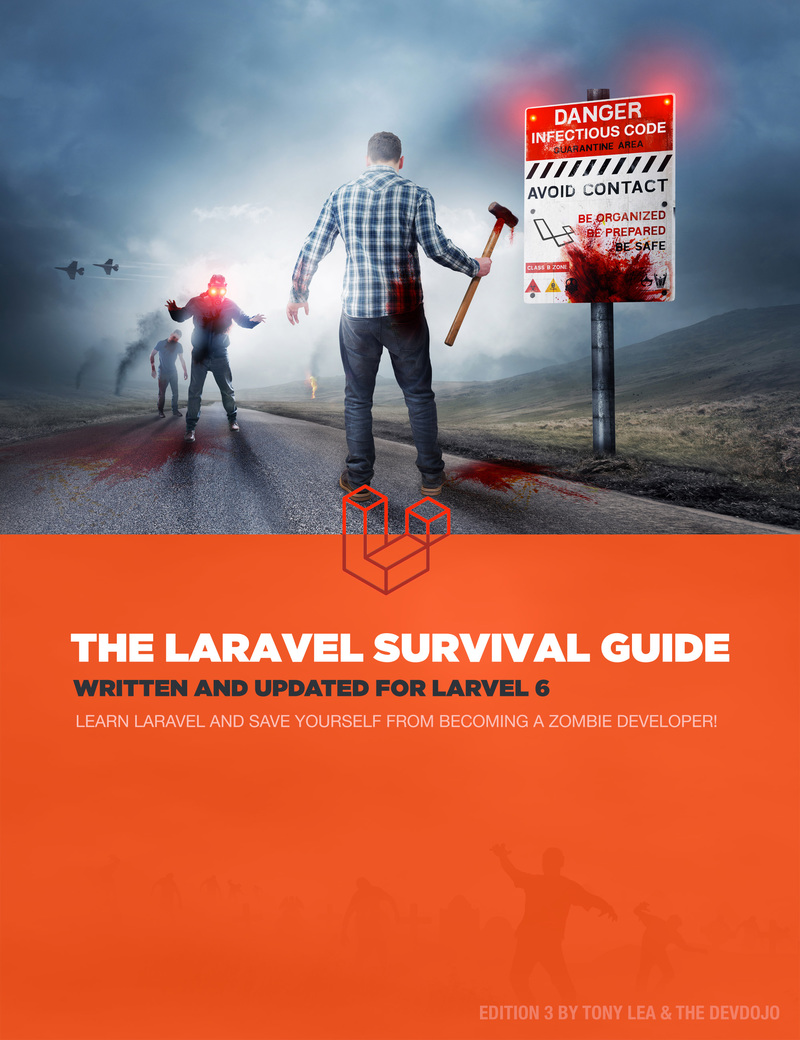 DANGER
INFECTIOUS CODE
QUARANTINE AREA
AVOID CONTACT
BE ORGANIZED
BE PREPARED
BE SAFE
CLASS B ZONE
THE LARAVEL SURVIVAL GUIDE
WRITTEN AND UPDATED FOR LARVEL 6
LEARN LARAVEL AND SAVE YOURSELF FROM BECOMING A ZOMBIE DEVELOPER!
EDITION 3 BY TONY LEA & THE DEVDOJO